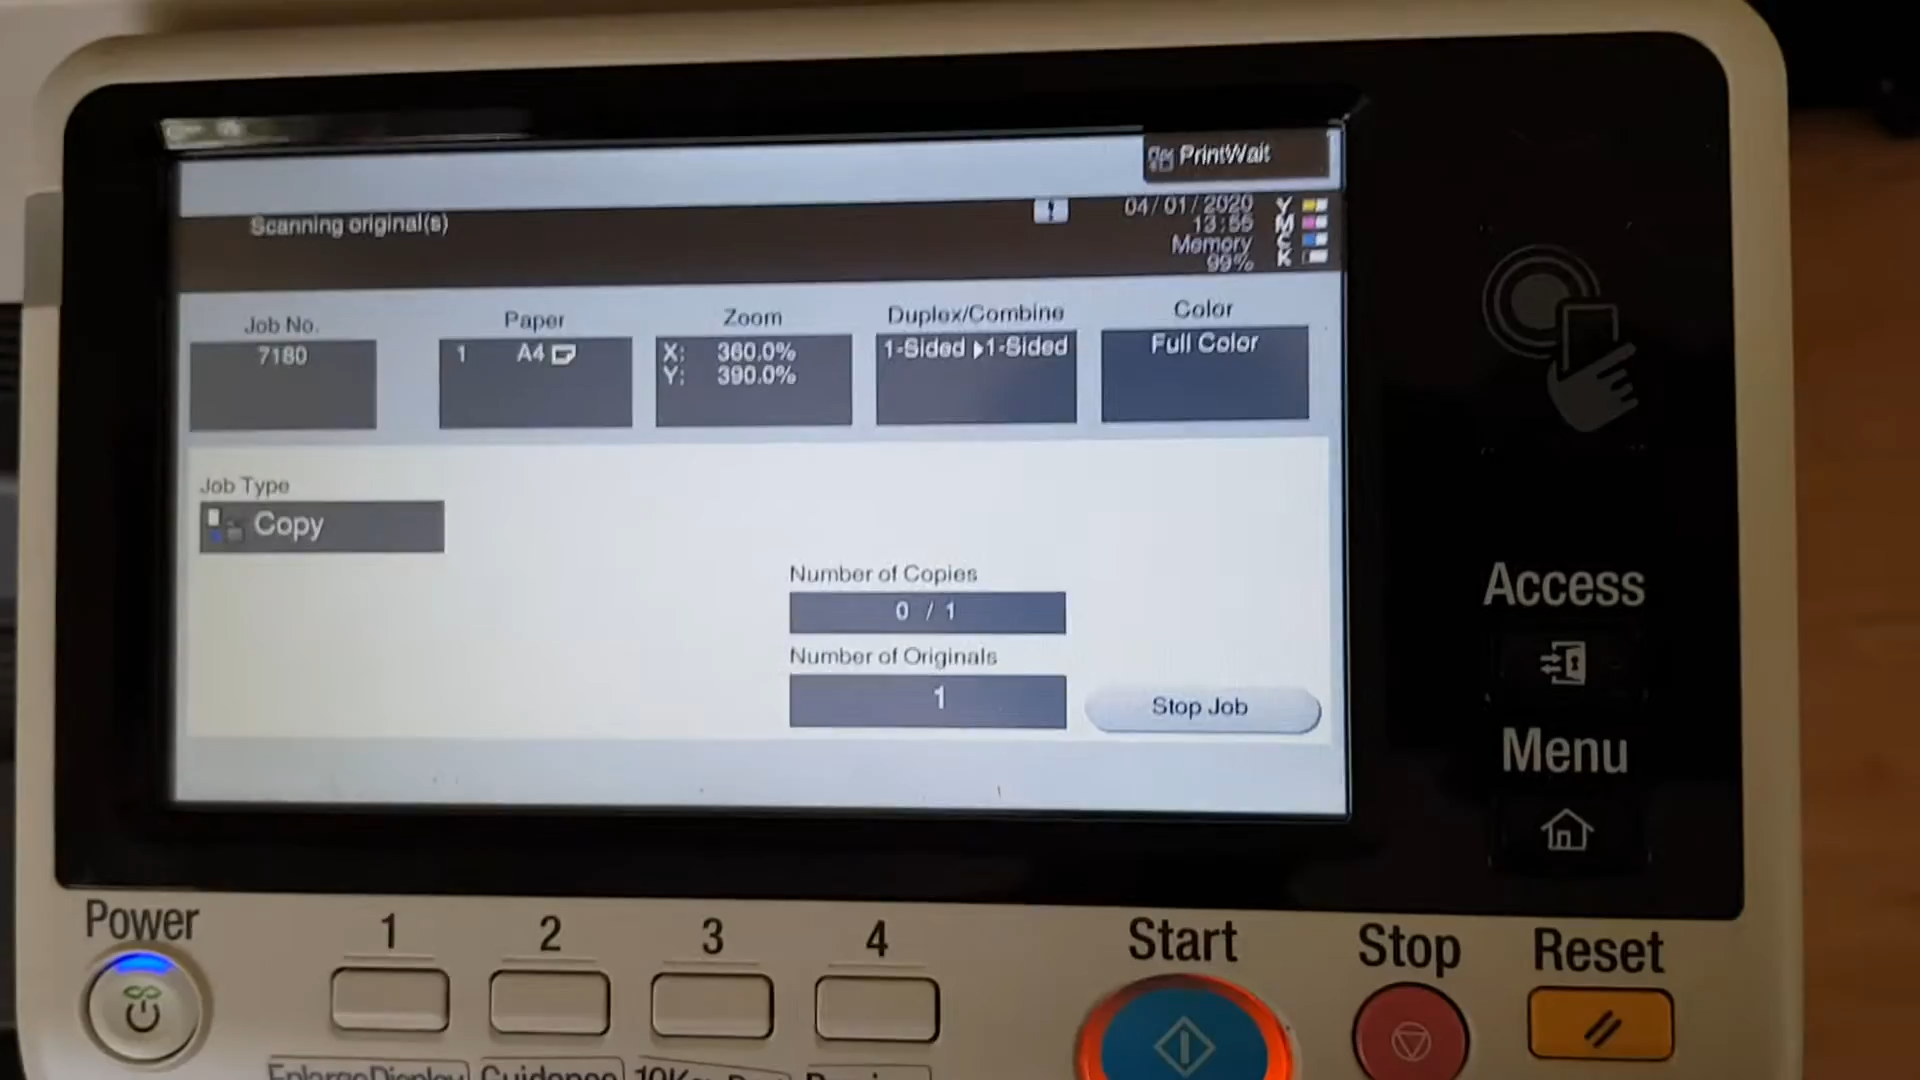 PrintWait
Scanning original(s)
04/01/2020
13:55
Memory
99%
Y
M
C
K
Job No.
7180
Paper
1 A4
Zoom
X: 360.0%
Y: 390.0%
Duplex/Combine
1-Sided 1-Sided
Color
Full Color
Job Type
Copy
Number of Copies
0 / 1
Number of Originals
1
Stop Job
Access
Menu
Power
1
2
3
4
Start
Stop
Reset
EnlargeDisplay
Guidance